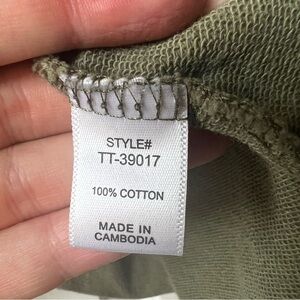 STYLE#
TT-39017
100% COTTON
MADE IN
CAMBODIA